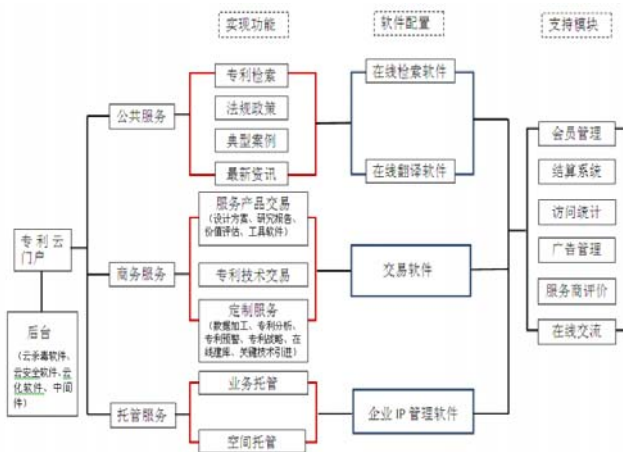 实现功能
软件配置
支持模块
专利检索
法规政策
典型案例
最新资讯
公共服务
在线检索软件
在线翻译软件
会员管理
结算系统
访问统计
广告管理
服务商评价
在线交流
专利云
门户
后台
(云杀毒软件、
云安全软件、云
化软件、中间
件)
商务服务
服务产品交易
(设计方案、研究报告、
价值评估、工具软件)
专利技术交易
定制服务
(数据加工、专利分析、
专利预警、专利战略、在
线建库、关键技术引进)
交易软件
托管服务
业务托管
空间托管
企业 IP 管理软件